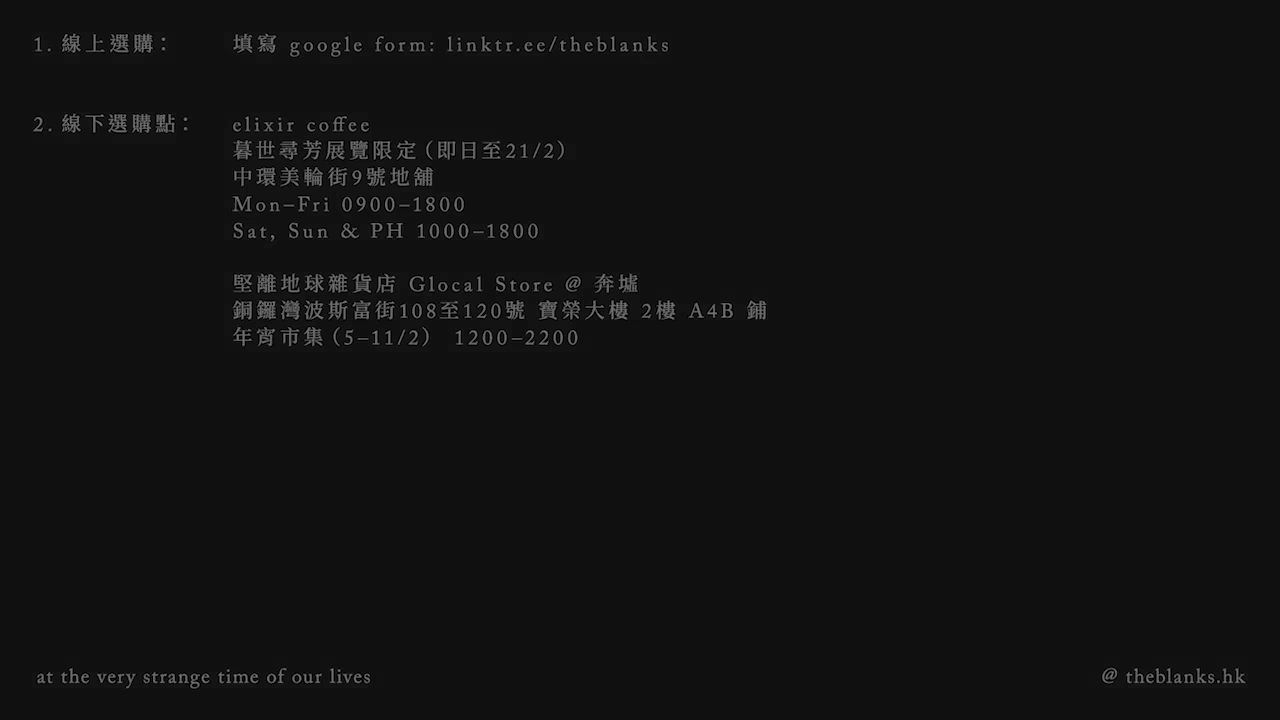 1. 線上選購： 填寫 google form: linktr.ee/theblanks
2. 線下選購點： elixir coffee
暮世尋芳展覽限定（即日至21/2）
中環美輪街9號地舖
Mon–Fri 0900–1800
Sat, Sun & PH 1000–1800
堅離地球雜貨店 Glocal Store @ 奔墟
銅鑼灣波斯富街108至120號 寶榮大樓 2樓 A4B 鋪
年宵市集（5–11/2） 1200–2200
at the very strange time of our lives
@ theblanks.hk